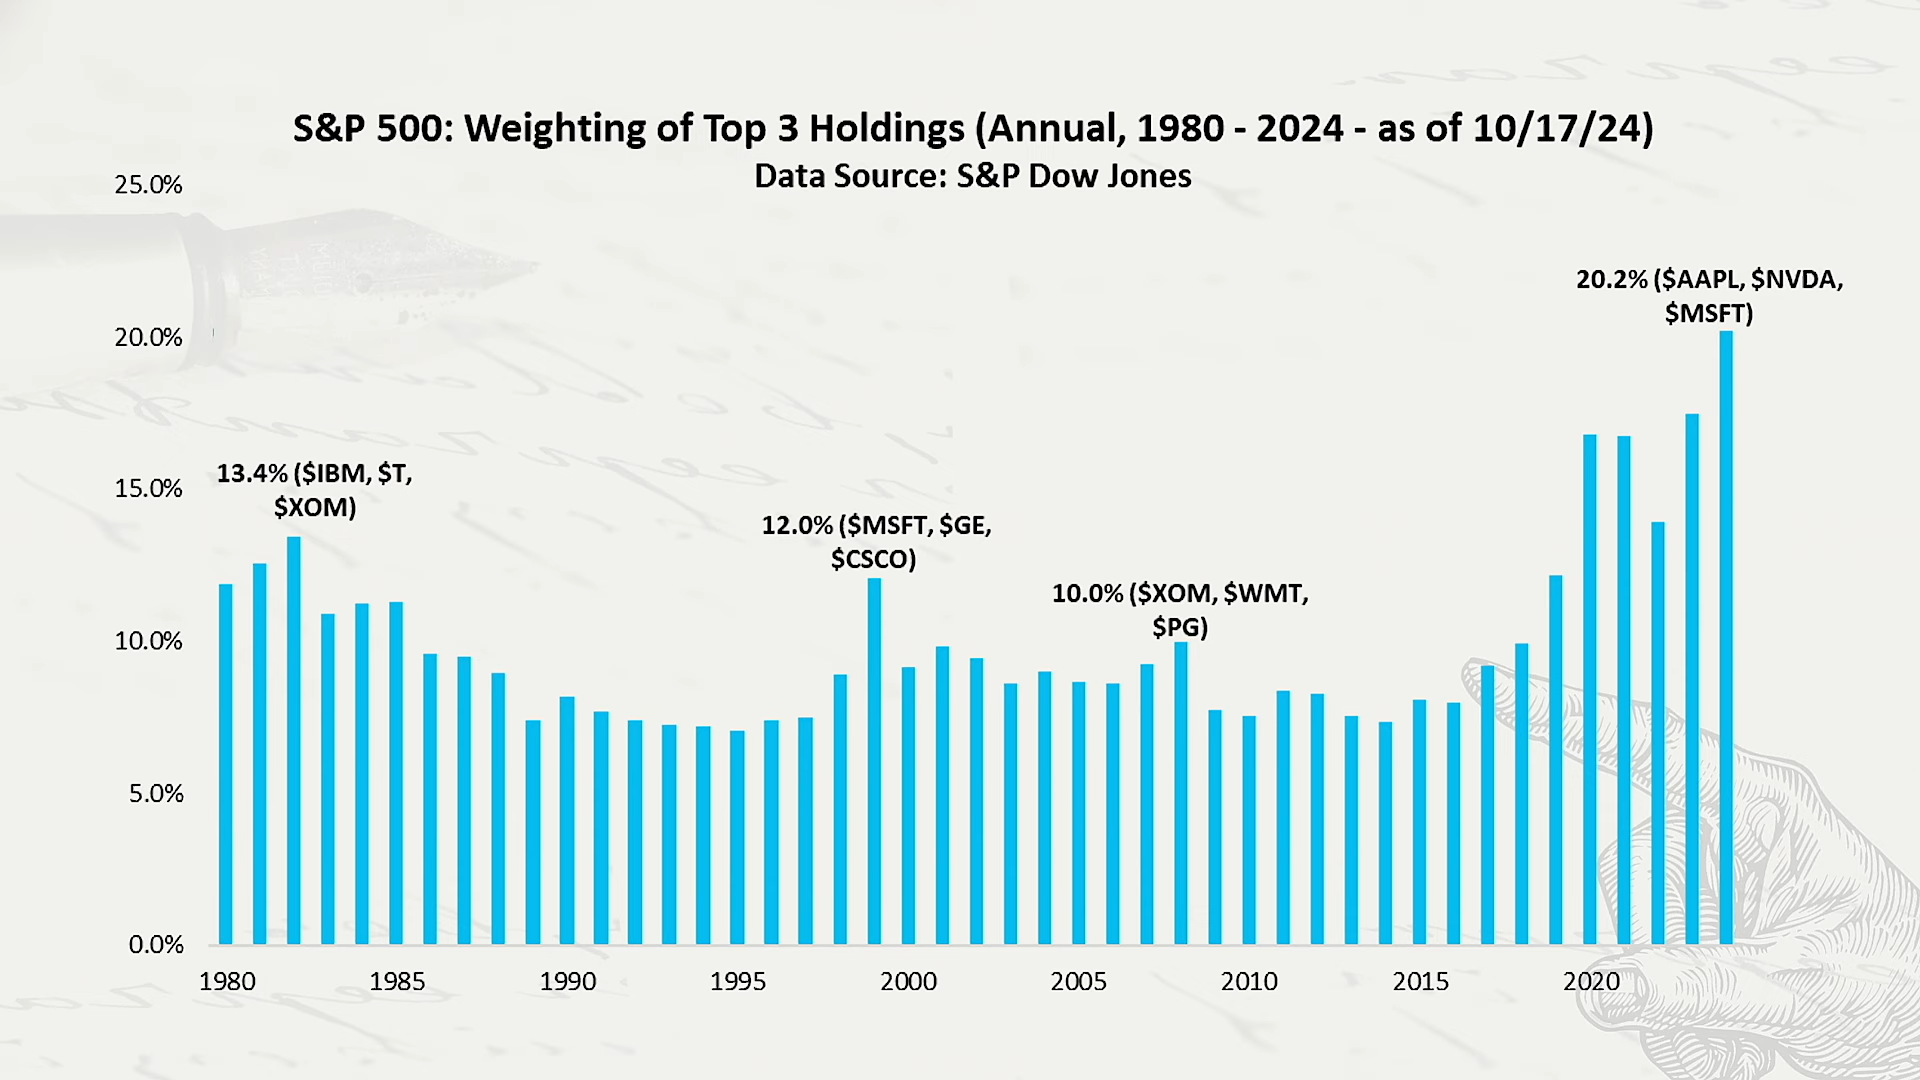 S&P 500: Weighting of Top 3 Holdings (Annual, 1980 - 2024 - as of 10/17/24)
Data Source: S&P Dow Jones
25.0%
20.2% ($AAPL, $NVDA,
$MSFT)
20.0%
13.4% ($IBM, $T,
$XOM)
15.0%
12.0% ($MSFT, $GE,
$CSCO)
10.0% ($XOM, $WMT,
$PG)
10.0%
5.0%
0.0%
1980 1985 1990 1995 2000 2005 2010 2015 2020